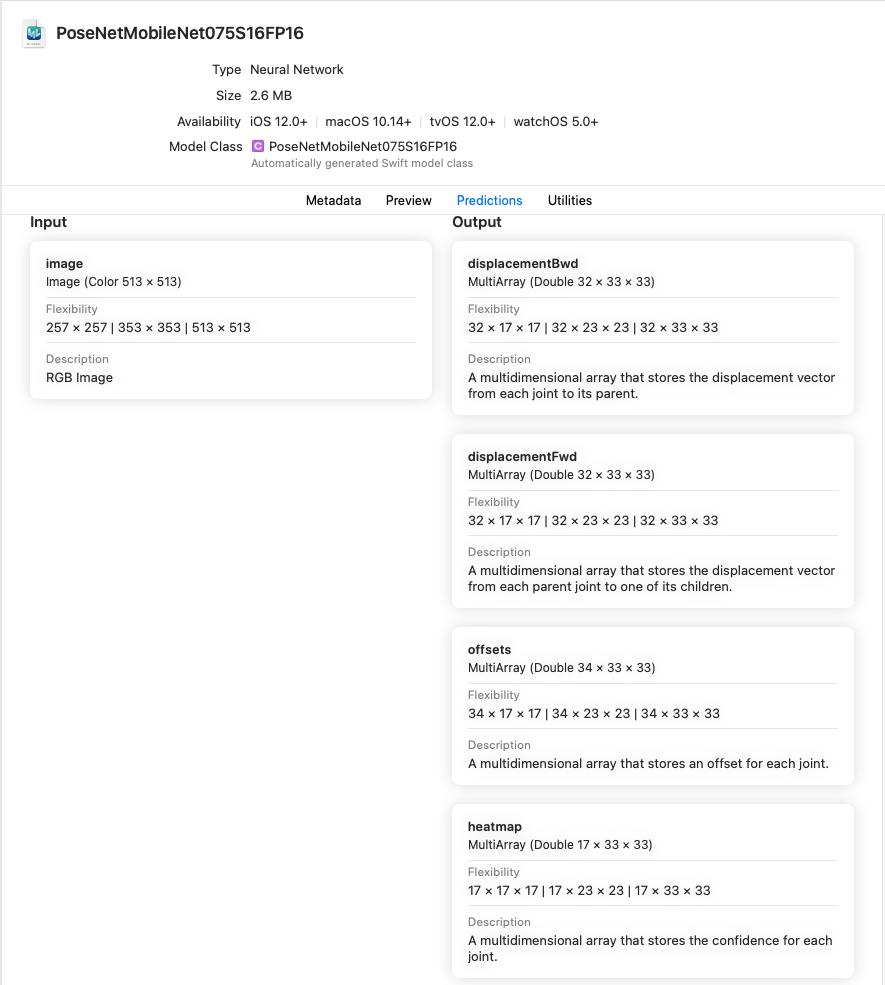 PoseNetMobileNet075S16FP16
Type Neural Network
Size 2.6 MB
Availability iOS 12.0+ | macOS 10.14+ | tvOS 12.0+ | watchOS 5.0+
Model Class C PoseNetMobileNet075S16FP16
Automatically generated Swift model class
Metadata Preview Predictions Utilities
Input
image
Image (Color 513 × 513)
Flexibility
257 × 257 | 353 × 353 | 513 × 513
Description
RGB Image
Output
displacementBwd
MultiArray (Double 32 × 33 × 33)
Flexibility
32 × 17 × 17 | 32 × 23 × 23 | 32 × 33 × 33
Description
A multidimensional array that stores the displacement vector
from each joint to its parent.
displacementFwd
MultiArray (Double 32 × 33 × 33)
Flexibility
32 × 17 × 17 | 32 × 23 × 23 | 32 × 33 × 33
Description
A multidimensional array that stores the displacement vector
from each parent joint to one of its children.
offsets
MultiArray (Double 34 × 33 × 33)
Flexibility
34 × 17 × 17 | 34 × 23 × 23 | 34 × 33 × 33
Description
A multidimensional array that stores an offset for each joint.
heatmap
MultiArray (Double 17 × 33 × 33)
Flexibility
17 × 17 × 17 | 17 × 23 × 23 | 17 × 33 × 33
Description
A multidimensional array that stores the confidence for each
joint.